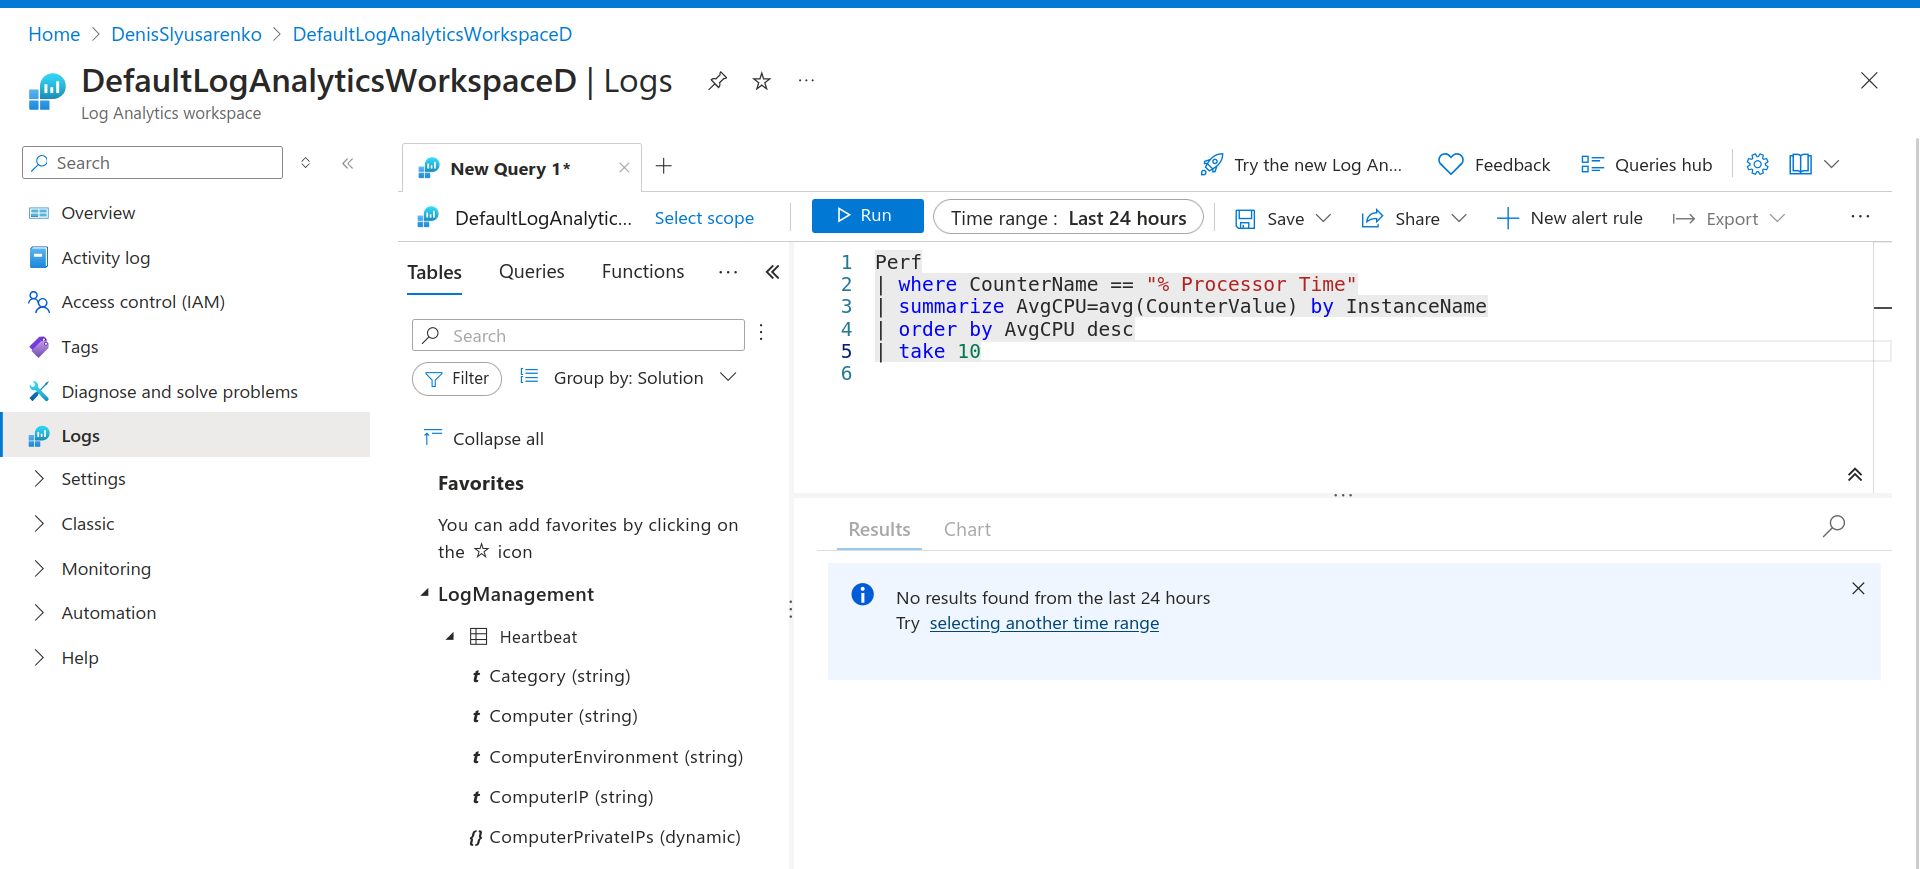 Home > DenisSlyusarenko > DefaultLogAnalyticsWorkspaceD
DefaultLogAnalyticsWorkspaceD | Logs
Log Analytics workspace
Search
Overview
Activity log
Access control (IAM)
Tags
Diagnose and solve problems
Logs
Settings
Classic
Monitoring
Automation
Help
New Query 1*
Try the new Log An...
Feedback
Queries hub
DefaultLogAnalytic...
Select scope
Run
Time range : Last 24 hours
Save
Share
New alert rule
Export
Tables
Queries
Functions
Search
Filter
Group by: Solution
Collapse all
Favorites
You can add favorites by clicking on
the ☆ icon
LogManagement
Heartbeat
t Category (string)
t Computer (string)
t ComputerEnvironment (string)
t ComputerIP (string)
{} ComputerPrivateIPs (dynamic)
1 Perf
2 | where CounterName == "% Processor Time"
3 | summarize AvgCPU=avg(CounterValue) by InstanceName
4 | order by AvgCPU desc
5 | take 10
6
Results
Chart
No results found from the last 24 hours
Try selecting another time range